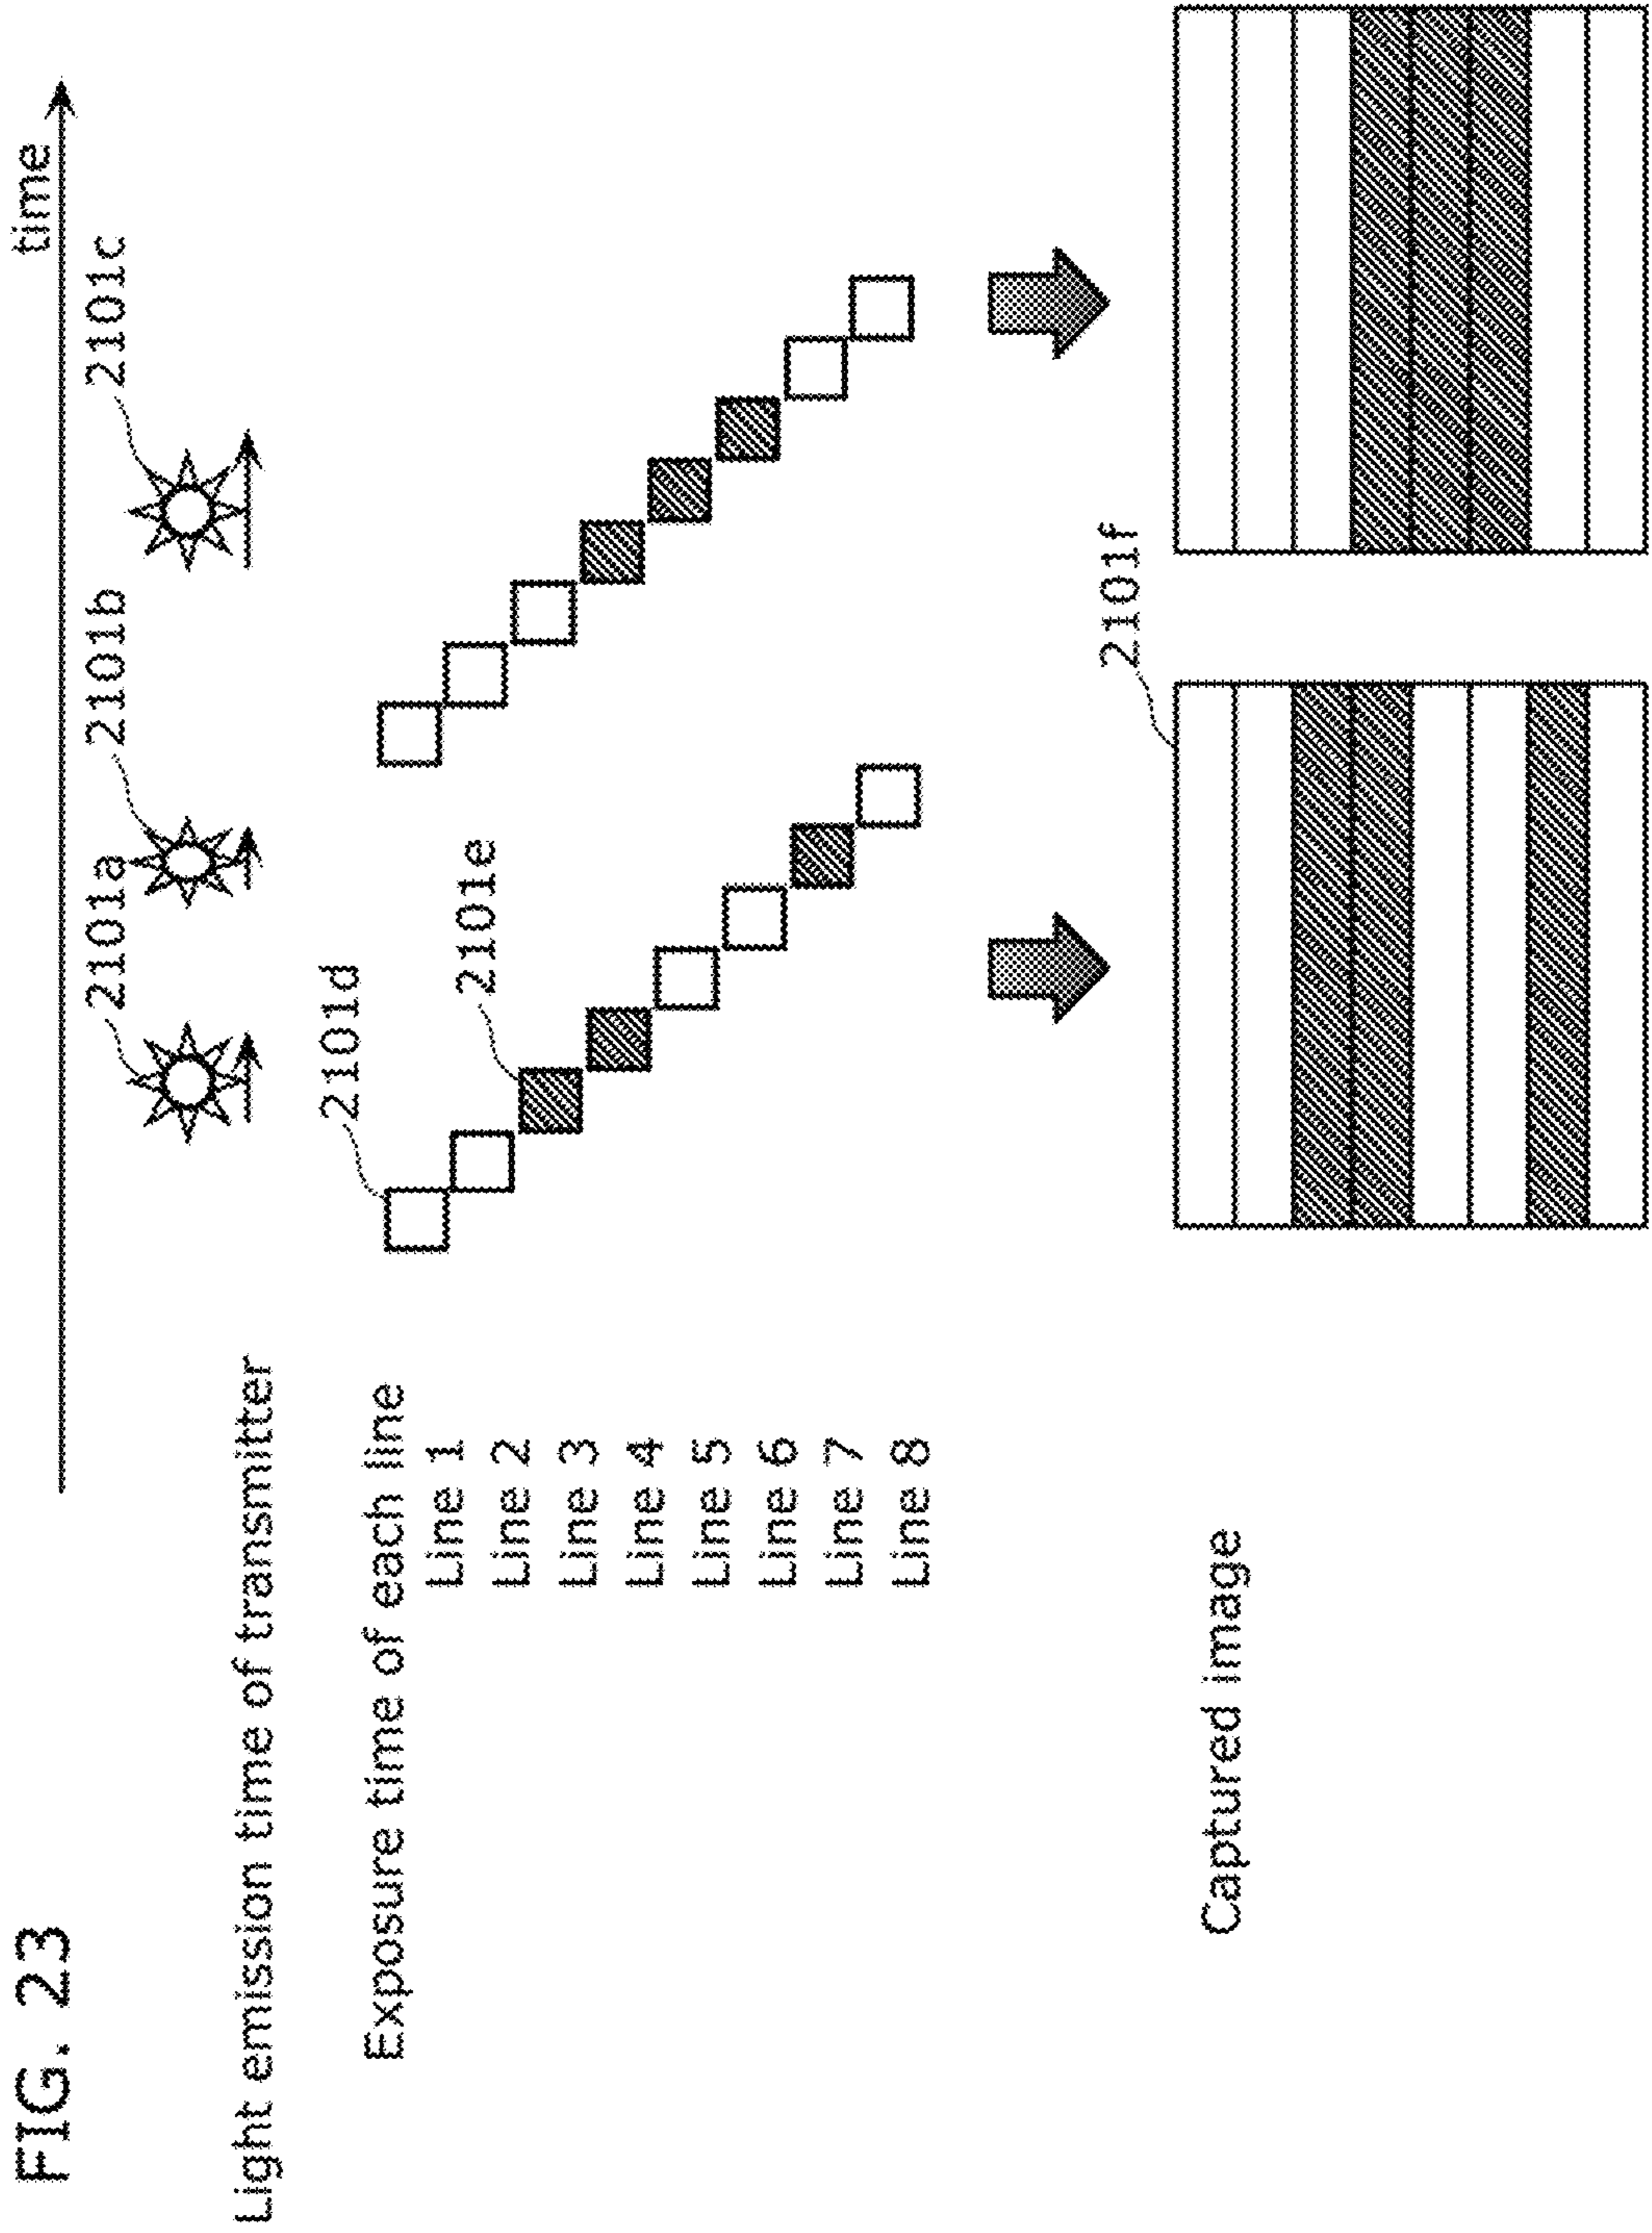 FIG. 23
time
2101a
2101b
2101c
Light emission time of transmitter
2101d
Exposure time of each line
2101e
Line 1
Line 2
Line 3
Line 4
Line 5
Line 6
Line 7
Line 8
2101f
Captured image